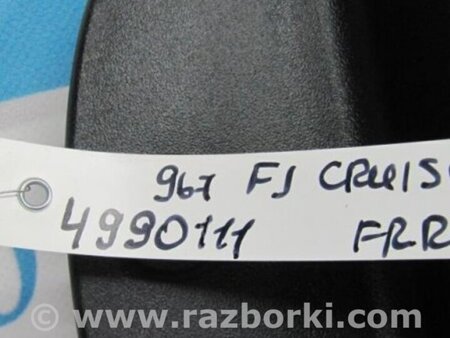 967 FJ CRUIS
4990111 FRR
© www.razborki.com